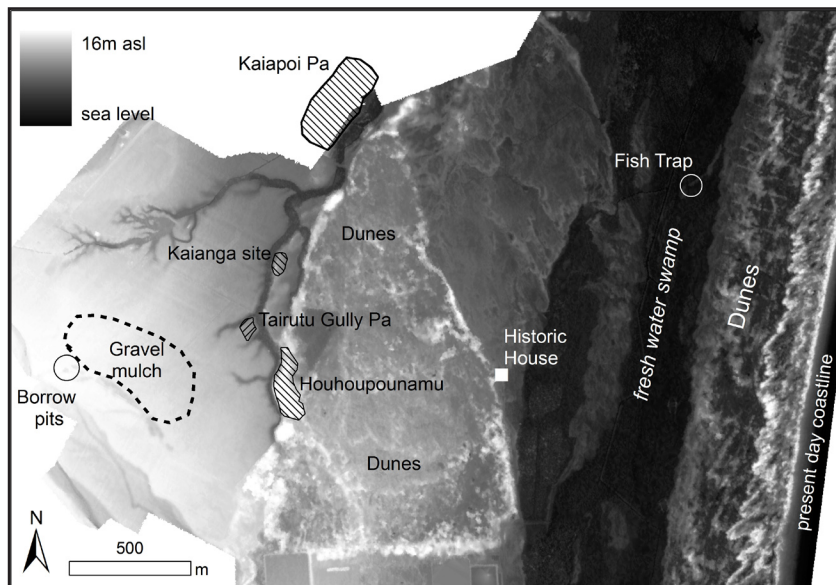 16m asl
sea level
Kaiapoi Pa
Fish Trap
Dunes
Kaianga site
fresh water swamp
Dunes
Tairutu Gully Pa
Gravel
mulch
Historic
House
Borrow
pits
Houhoupounamu
Dunes
present day coastline
N
500
m